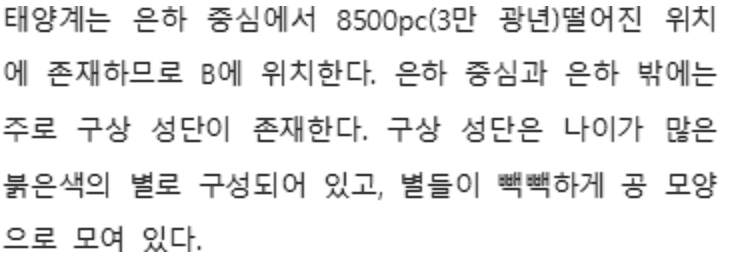 태양계는 은하 중심에서 8500pc(3만 광년)떨어진 위치
에 존재하므로 B에 위치한다. 은하 중심과 은하 밖에는
주로 구상 성단이 존재한다. 구상 성단은 나이가 많은
붉은색의 별로 구성되어 있고, 별들이 빽빽하게 공 모양
으로 모여 있다.